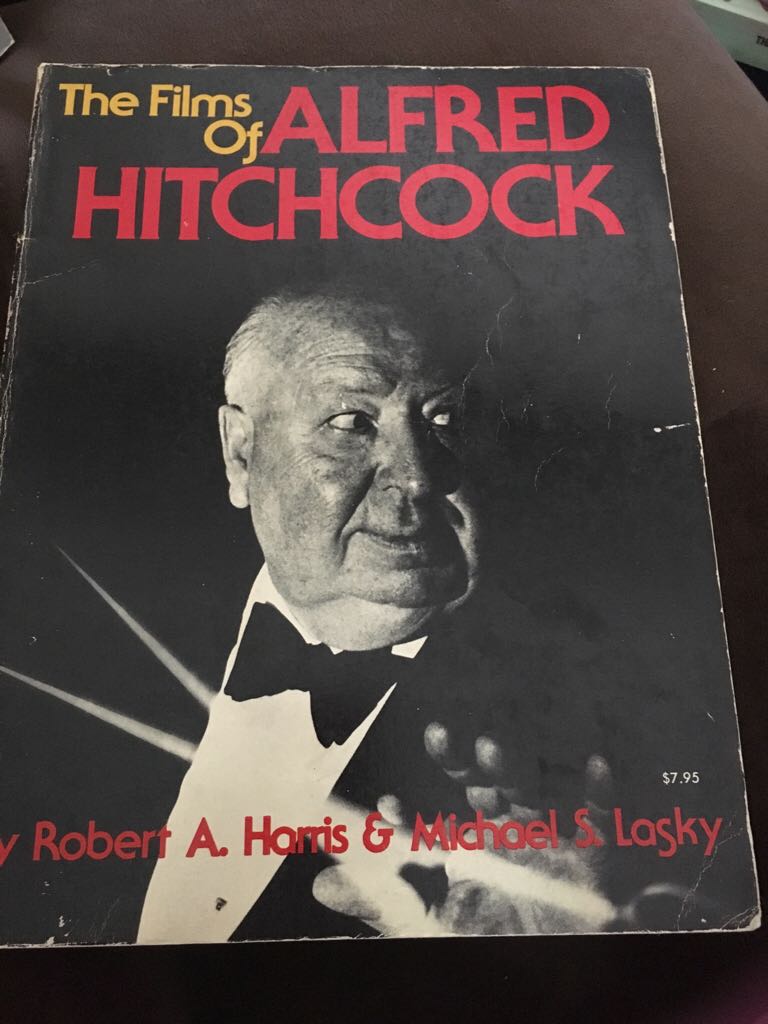 The Films
Of ALFRED
HITCHCOCK
$7.95
y Robert A. Harris & Michael S. Lasky